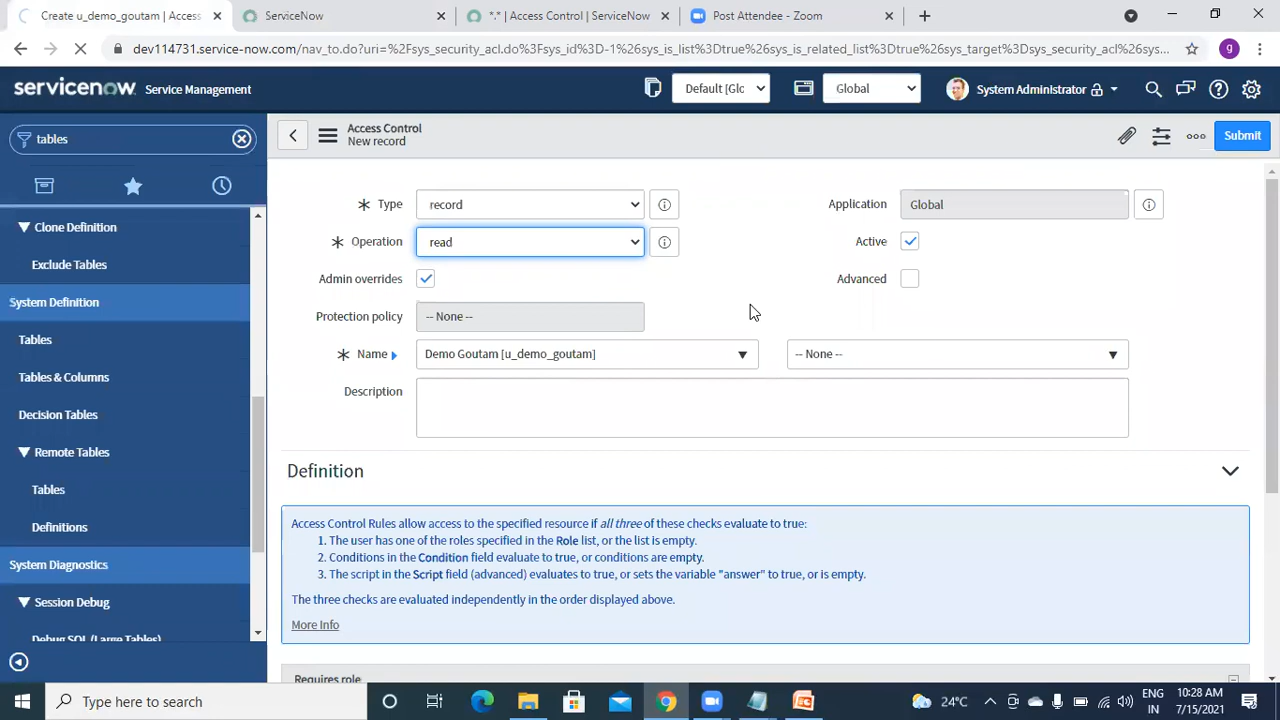 Create u_demo_goutam | Access
ServiceNow
*.* | Access Control | ServiceNow
Post Attendee - Zoom
dev114731.service-now.com/nav_to.do?uri=%2Fsys_security_acl.do%3Fsys_id%3D-1%26sys_is_list%3Dtrue%26sys_is_related_list%3Dtrue%26sys_target%3Dsys_security_acl%26sys...
g
servicenow Service Management
Default [Glo
Global
System Administrator
tables
Access Control
New record
Submit
Clone Definition
Exclude Tables
System Definition
Tables
Tables & Columns
Decision Tables
Remote Tables
Tables
Definitions
System Diagnostics
Session Debug
Debug SQL (Large Tables)
Type record
Application Global
Operation read
Active
Admin overrides
Advanced
Protection policy -- None --
Name Demo Goutam [u_demo_goutam] -- None --
Description
Definition
Access Control Rules allow access to the specified resource if all three of these checks evaluate to true:
1. The user has one of the roles specified in the Role list, or the list is empty.
2. Conditions in the Condition field evaluate to true, or conditions are empty.
3. The script in the Script field (advanced) evaluates to true, or sets the variable "answer" to true, or is empty.
The three checks are evaluated independently in the order displayed above.
More Info
Requires role
Type here to search
24°C
ENG
IN
10:28 AM
7/15/2021